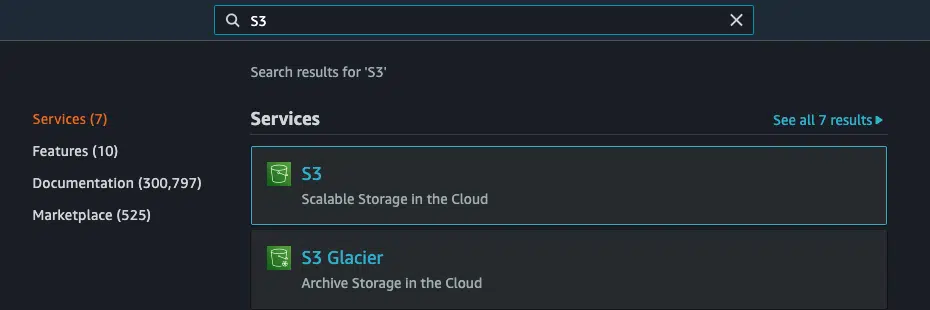 S3
Search results for 'S3'
Services (7)
Features (10)
Documentation (300,797)
Marketplace (525)
Services
See all 7 results
S3
Scalable Storage in the Cloud
S3 Glacier
Archive Storage in the Cloud